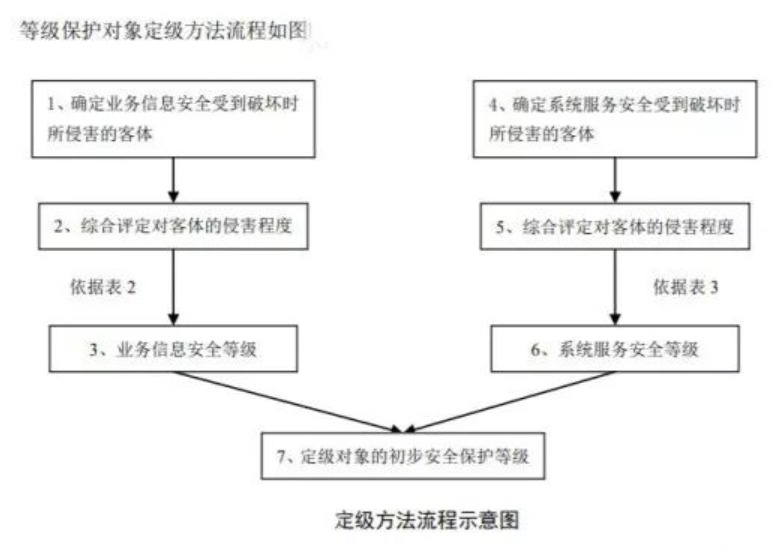 等级保护对象定级方法流程如图
1、确定业务信息安全受到破坏时
所侵害的客体
4、确定系统服务安全受到破坏时
所侵害的客体
2、综合评定对客体的侵害程度
5、综合评定对客体的侵害程度
依据表 2
依据表 3
3、业务信息安全等级
6、系统服务安全等级
7、定级对象的初步安全保护等级
定级方法流程示意图